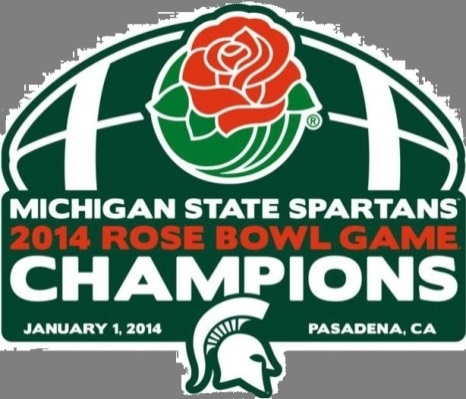 ®
MICHIGAN STATE SPARTANS
2014 ROSE BOWL GAME
CHAMPIONS
JANUARY 1, 2014 PASADENA, CA